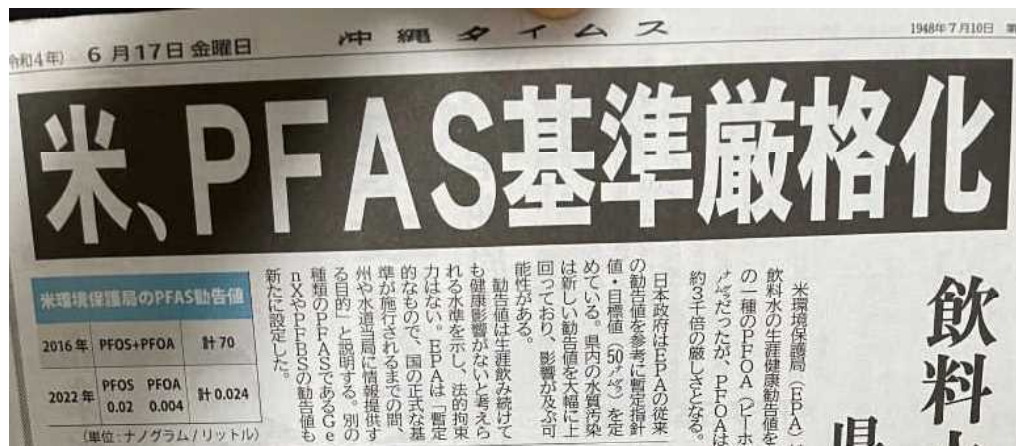 令和4年) 6月17日 金曜日
沖縄タイムス
1948年7月10日
米、PFAS基準厳格化
飲料
県
米環境保護局(EPA)
飲料水の生涯健康勧告値を
の一種のPFOA(ピーホ
だったが、PFOAは
約3千倍の厳しさとなる。
日本政府はEPAの従来
の勧告値を参考に暫定指針
値・目標値(50㌨㌘)を定
めている。県内の水質汚染
は新しい勧告値を大幅に上
回っており、影響が及ぶ可
能性がある。
勧告値は生涯飲み続けて
も健康影響がないと考えら
れる水準を示し、法的拘束
力はない。EPAは「暫定
的なもので、国の正式な基
準が施行されるまでの間、
州や水道当局に情報提供す
る目的」と説明する。別の
種類のPFASであるGe
nXやPFBSの勧告値も
新たに設定した。
米環境保護局のPFAS勧告値
2016年 PFOS+PFOA 計70
2022年 PFOS 0.02 PFOA 0.004 計0.024
(単位:ナノグラム/リットル)